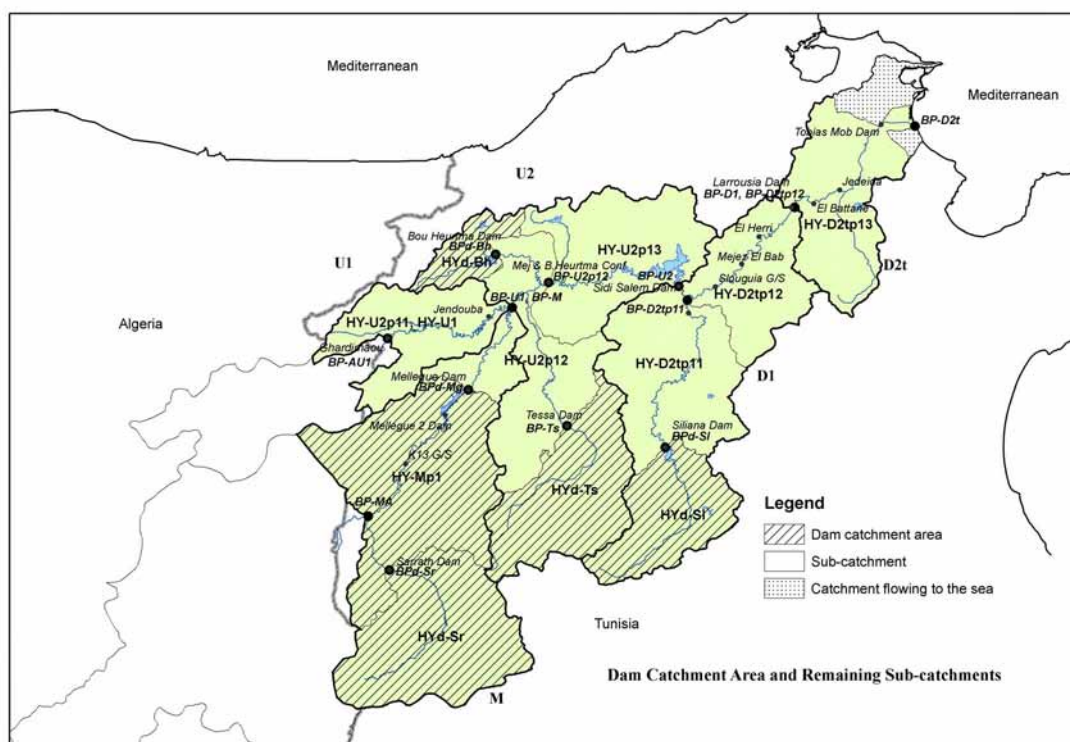 Mediterranean
Mediterranean
BP-D2t
Tobias Mob Dam
U2
Larrousia Dam
BP-D1, BP-D2tp12
Jedeida
El Battane
HY-D2tp13
Bou Heurtma Dam
BPd-Bh
HYd-Bh
HY-U2p13
El Herri
Mejez El Bab
D2t
U1
Mej & B.Heurtma Conf.
BP-U2p12
BP-U2
Sidi Salem Dam
Slouguia G/S
HY-D2tp12
BP-U1, BP-M
BP-D2tp11
Algeria
Jendouba
HY-U2p11, HY-U1
Ghardimaou
BP-AU1
HY-U2p12
HY-D2tp11
D1
Mellegue Dam
BPd-Mg
Mellegue 2 Dam
Tessa Dam
BP-Ts
Siliana Dam
BPd-Sl
K13 G/S
HY-Mp1
HYd-Ts
BP-MA
HYd-Sl
Legend
Dam catchment area
Sub-catchment
Catchment flowing to the sea
Sarrath Dam
BPd-Sr
HYd-Sr
Tunisia
M
Dam Catchment Area and Remaining Sub-catchments